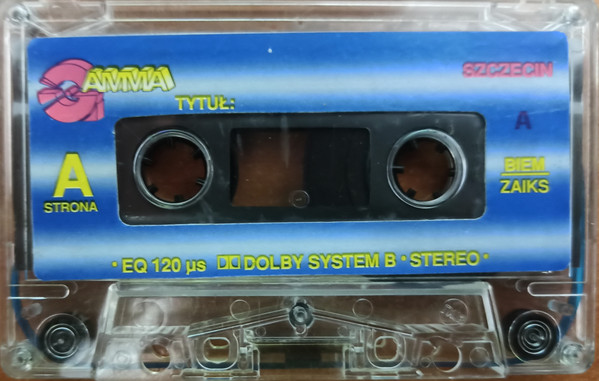 GAMMA
SZCZECIN
TYTUŁ:
A
A
STRONA
BIEM
ZAIKS
• EQ 120 µs DOLBY SYSTEM B • STEREO •